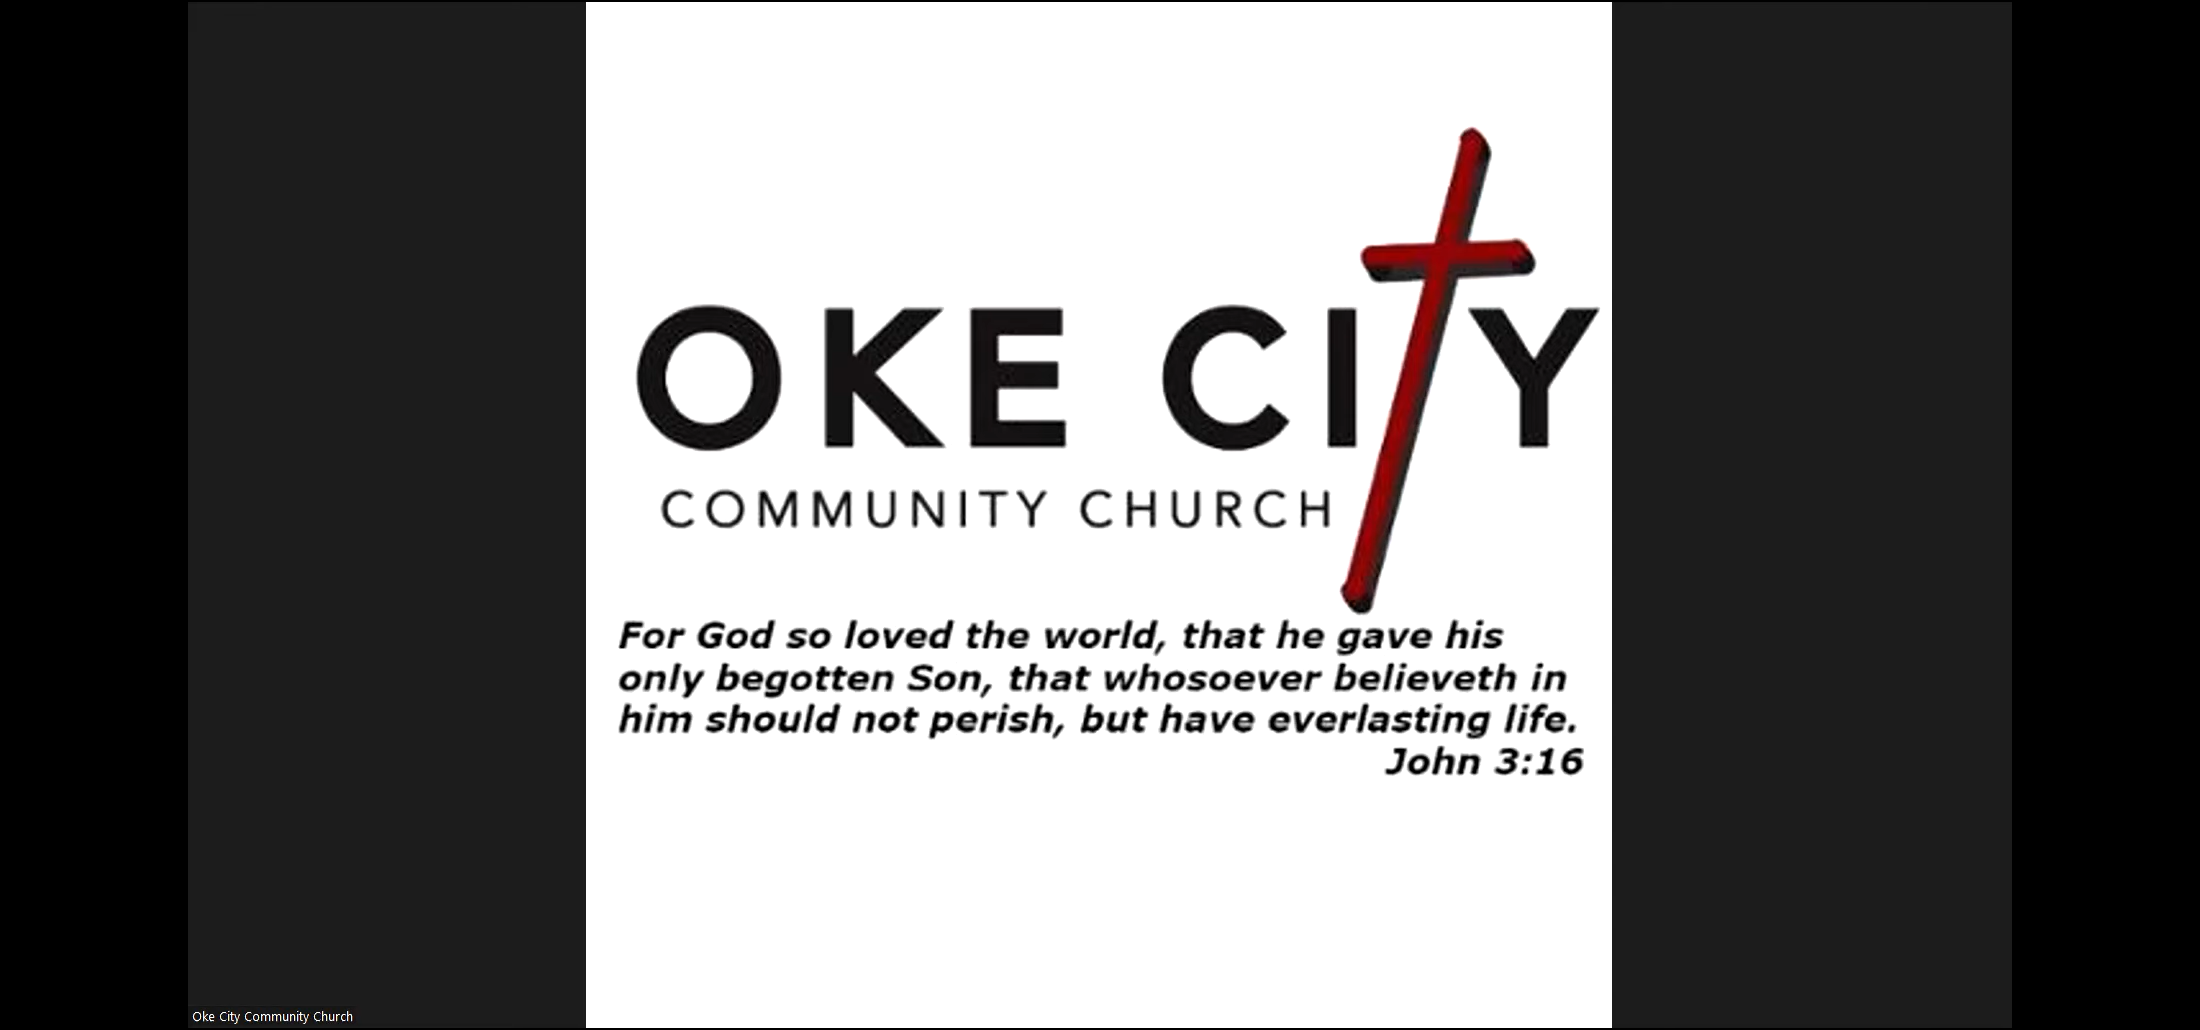 OKE CITY
COMMUNITY CHURCH
For God so loved the world, that he gave his
only begotten Son, that whosoever believeth in
him should not perish, but have everlasting life.
John 3:16
Oke City Community Church